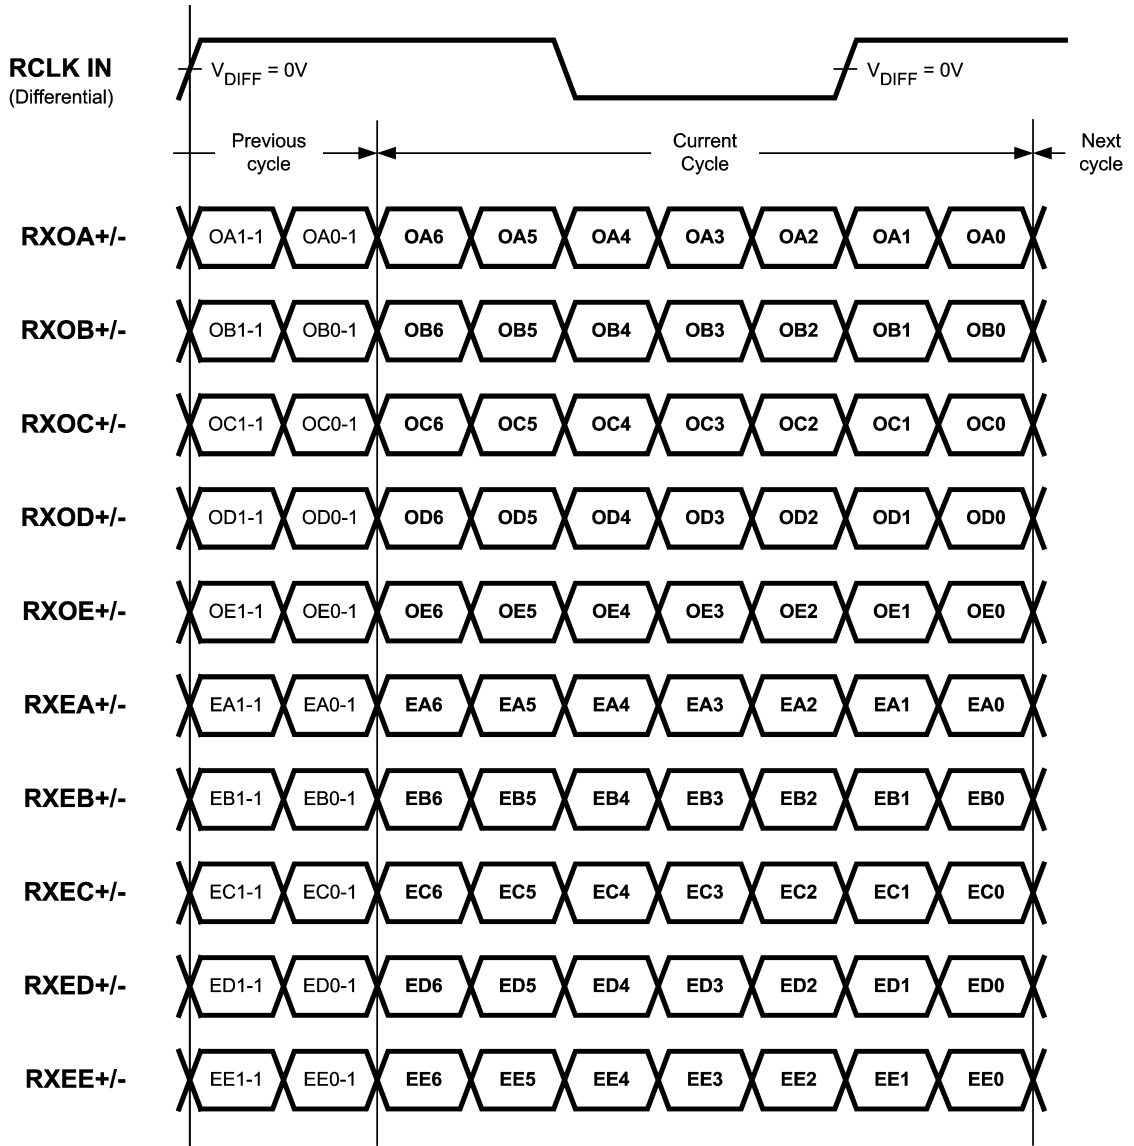 RCLK IN
(Differential)
VDIFF = 0V
VDIFF = 0V
Previous
cycle
Current
Cycle
Next
cycle
RXOA+/- OA1-1 OA0-1 OA6 OA5 OA4 OA3 OA2 OA1 OA0
RXOB+/- OB1-1 OB0-1 OB6 OB5 OB4 OB3 OB2 OB1 OB0
RXOC+/- OC1-1 OC0-1 OC6 OC5 OC4 OC3 OC2 OC1 OC0
RXOD+/- OD1-1 OD0-1 OD6 OD5 OD4 OD3 OD2 OD1 OD0
RXOE+/- OE1-1 OE0-1 OE6 OE5 OE4 OE3 OE2 OE1 OE0
RXEA+/- EA1-1 EA0-1 EA6 EA5 EA4 EA3 EA2 EA1 EA0
RXEB+/- EB1-1 EB0-1 EB6 EB5 EB4 EB3 EB2 EB1 EB0
RXEC+/- EC1-1 EC0-1 EC6 EC5 EC4 EC3 EC2 EC1 EC0
RXED+/- ED1-1 ED0-1 ED6 ED5 ED4 ED3 ED2 ED1 ED0
RXEE+/- EE1-1 EE0-1 EE6 EE5 EE4 EE3 EE2 EE1 EE0